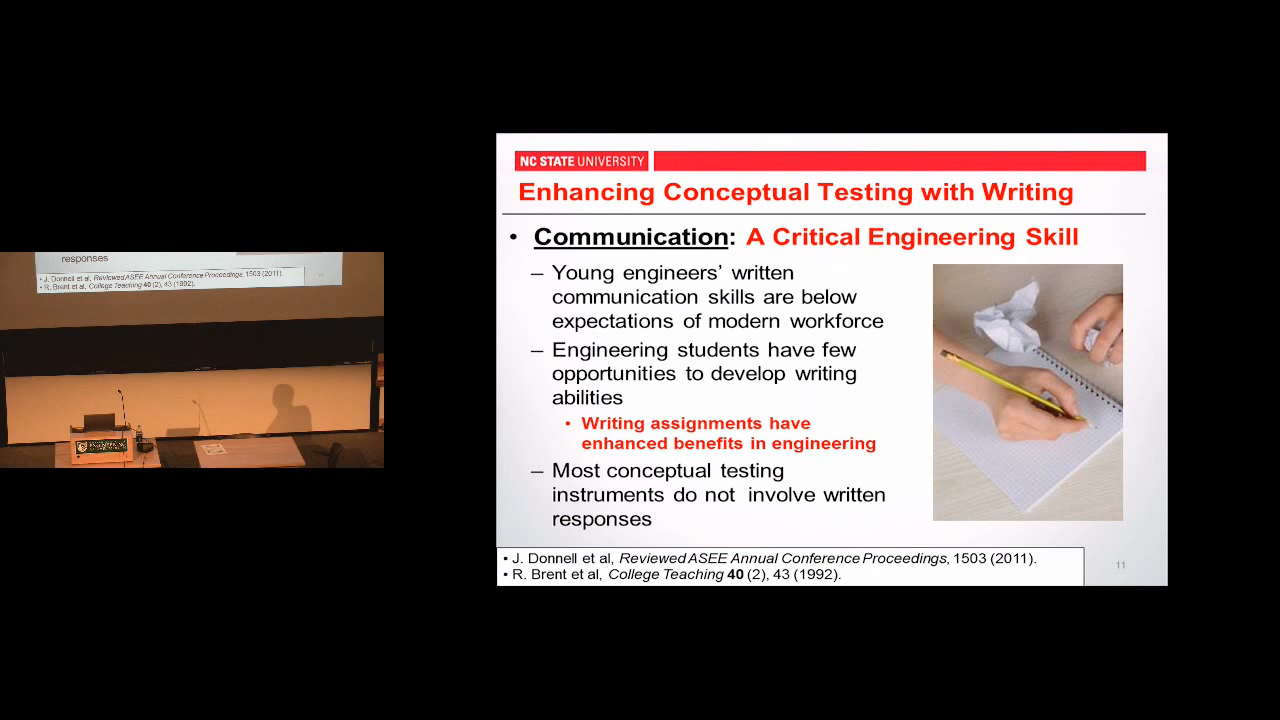 NC STATE UNIVERSITY
Enhancing Conceptual Testing with Writing
• Communication: A Critical Engineering Skill
– Young engineers’ written
communication skills are below
expectations of modern workforce
– Engineering students have few
opportunities to develop writing
abilities
• Writing assignments have
enhanced benefits in engineering
– Most conceptual testing
instruments do not involve written
responses
• J. Donnell et al, Reviewed ASEE Annual Conference Proceedings, 1503 (2011).
• R. Brent et al, College Teaching 40 (2), 43 (1992).
11
responses
• J. Donnell et al, Reviewed ASEE Annual Conference Proceedings, 1503 (2011).
• R. Brent et al, College Teaching 40 (2), 43 (1992).
ENGINEERING